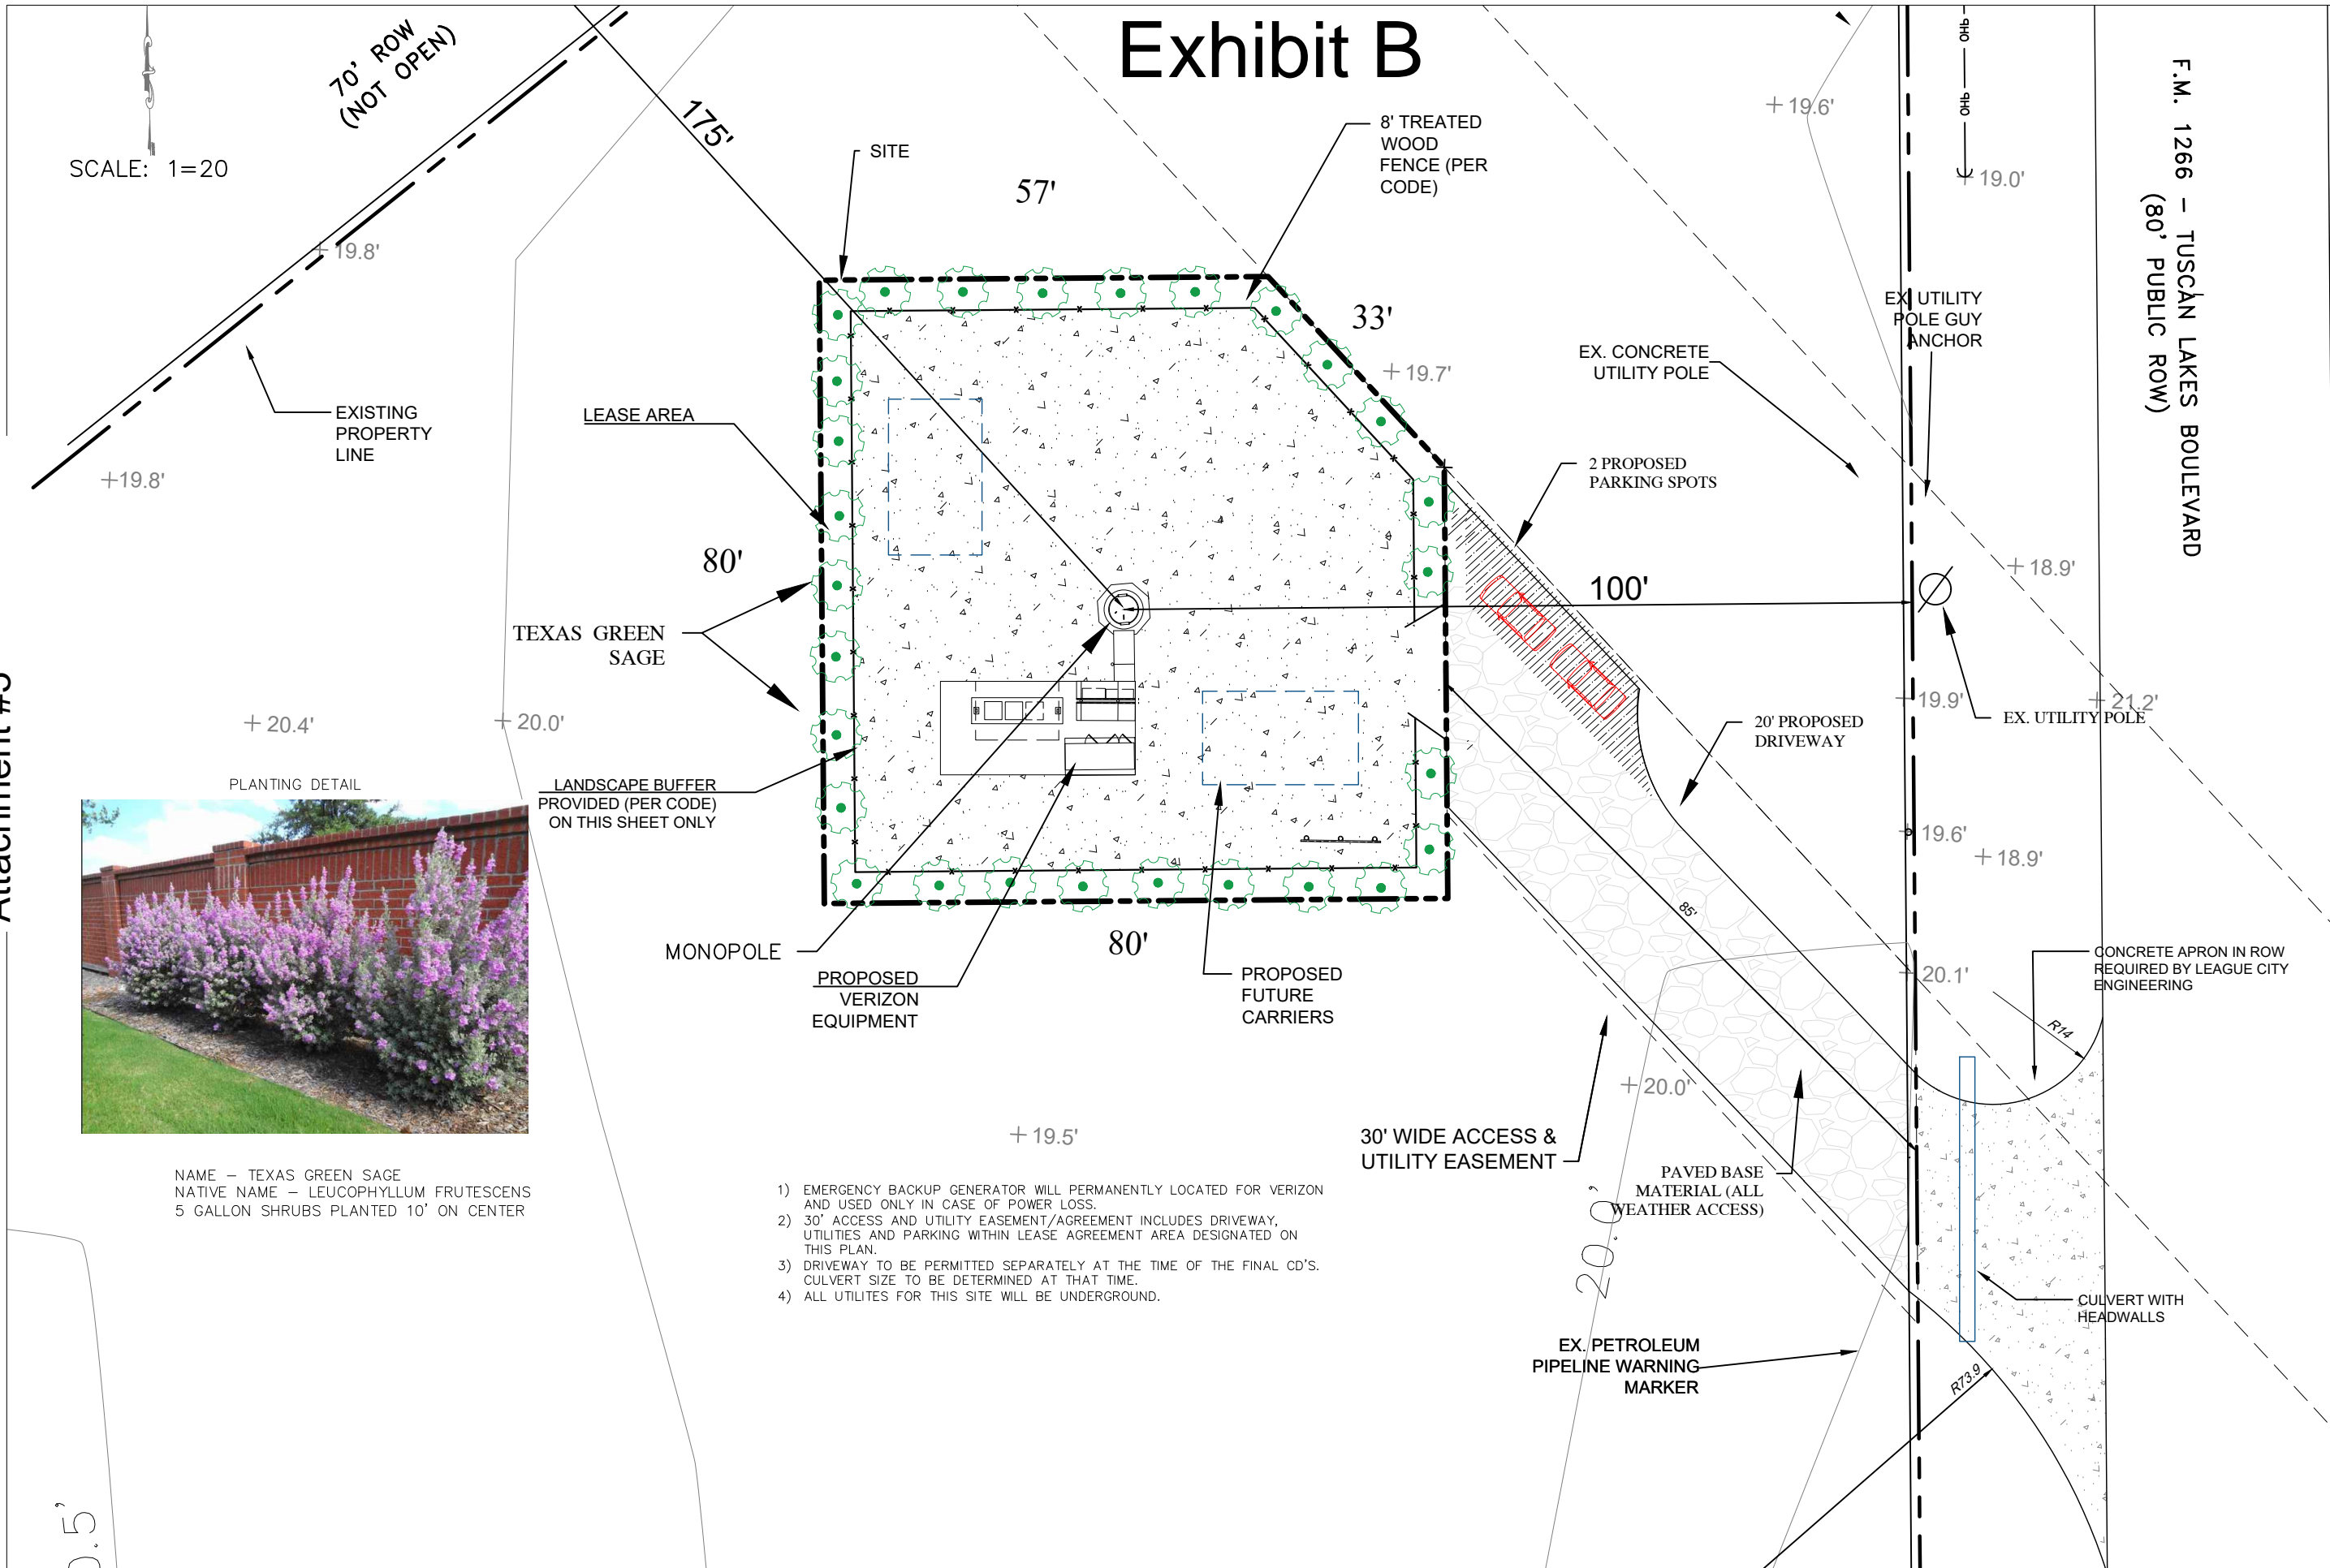 Exhibit B
70' ROW
(NOT OPEN)
SCALE: 1=20
175'
SITE
57'
8' TREATED
WOOD
FENCE (PER
CODE)
33'
19.6'
OHL
OHL
19.0'
F.M. 1266 – TUSCAN LAKES BOULEVARD
(80' PUBLIC ROW)
19.8'
EX. UTILITY
POLE GUY
ANCHOR
EX. CONCRETE
UTILITY POLE
19.7'
EXISTING
PROPERTY
LINE
LEASE AREA
19.8'
2 PROPOSED
PARKING SPOTS
80'
100'
18.9'
TEXAS GREEN
SAGE
19.9'
21.2'
EX. UTILITY POLE
20.4'
20.0'
20' PROPOSED
DRIVEWAY
Attachment #5
PLANTING DETAIL
LANDSCAPE BUFFER
PROVIDED (PER CODE)
ON THIS SHEET ONLY
19.6'
18.9'
85'
MONOPOLE
80'
PROPOSED
VERIZON
EQUIPMENT
PROPOSED
FUTURE
CARRIERS
CONCRETE APRON IN ROW
REQUIRED BY LEAGUE CITY
ENGINEERING
20.1'
R14
20.0'
19.5'
30' WIDE ACCESS &
UTILITY EASEMENT
PAVED BASE
MATERIAL (ALL
WEATHER ACCESS)
NAME – TEXAS GREEN SAGE
NATIVE NAME – LEUCOPHYLLUM FRUTESCENS
5 GALLON SHRUBS PLANTED 10' ON CENTER
1) EMERGENCY BACKUP GENERATOR WILL PERMANENTLY LOCATED FOR VERIZON
AND USED ONLY IN CASE OF POWER LOSS.
2) 30' ACCESS AND UTILITY EASEMENT/AGREEMENT INCLUDES DRIVEWAY,
UTILITIES AND PARKING WITHIN LEASE AGREEMENT AREA DESIGNATED ON
THIS PLAN.
3) DRIVEWAY TO BE PERMITTED SEPARATELY AT THE TIME OF THE FINAL CD'S.
CULVERT SIZE TO BE DETERMINED AT THAT TIME.
4) ALL UTILITES FOR THIS SITE WILL BE UNDERGROUND.
20.0'
CULVERT WITH
HEADWALLS
EX. PETROLEUM
PIPELINE WARNING
MARKER
R73.9